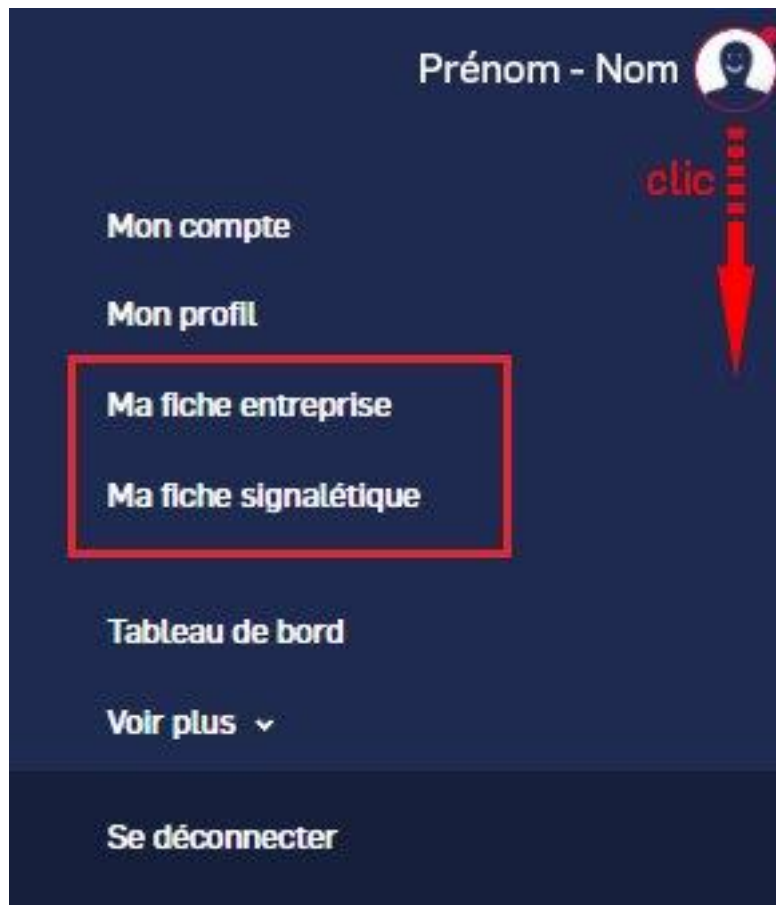 Prénom - Nom
clic
Mon compte
Mon profil
Ma fiche entreprise
Ma fiche signalétique
Tableau de bord
Voir plus
Se déconnecter